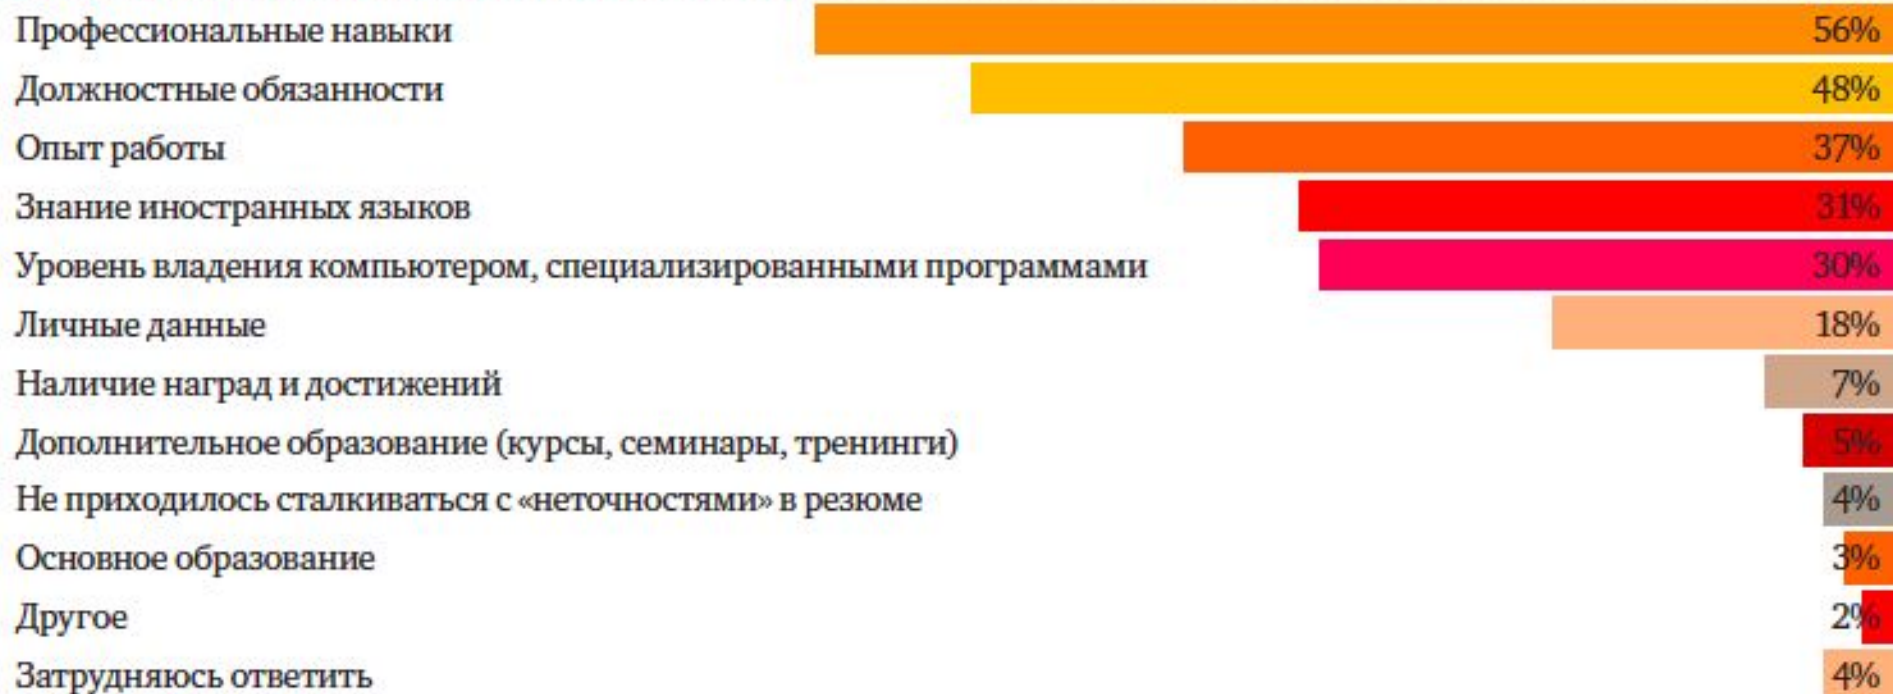 Профессиональные навыки 56%
Должностные обязанности 48%
Опыт работы 37%
Знание иностранных языков 31%
Уровень владения компьютером, специализированными программами 30%
Личные данные 18%
Наличие наград и достижений 7%
Дополнительное образование (курсы, семинары, тренинги) 5%
Не приходилось сталкиваться с «неточностями» в резюме 4%
Основное образование 3%
Другое 2%
Затрудняюсь ответить 4%